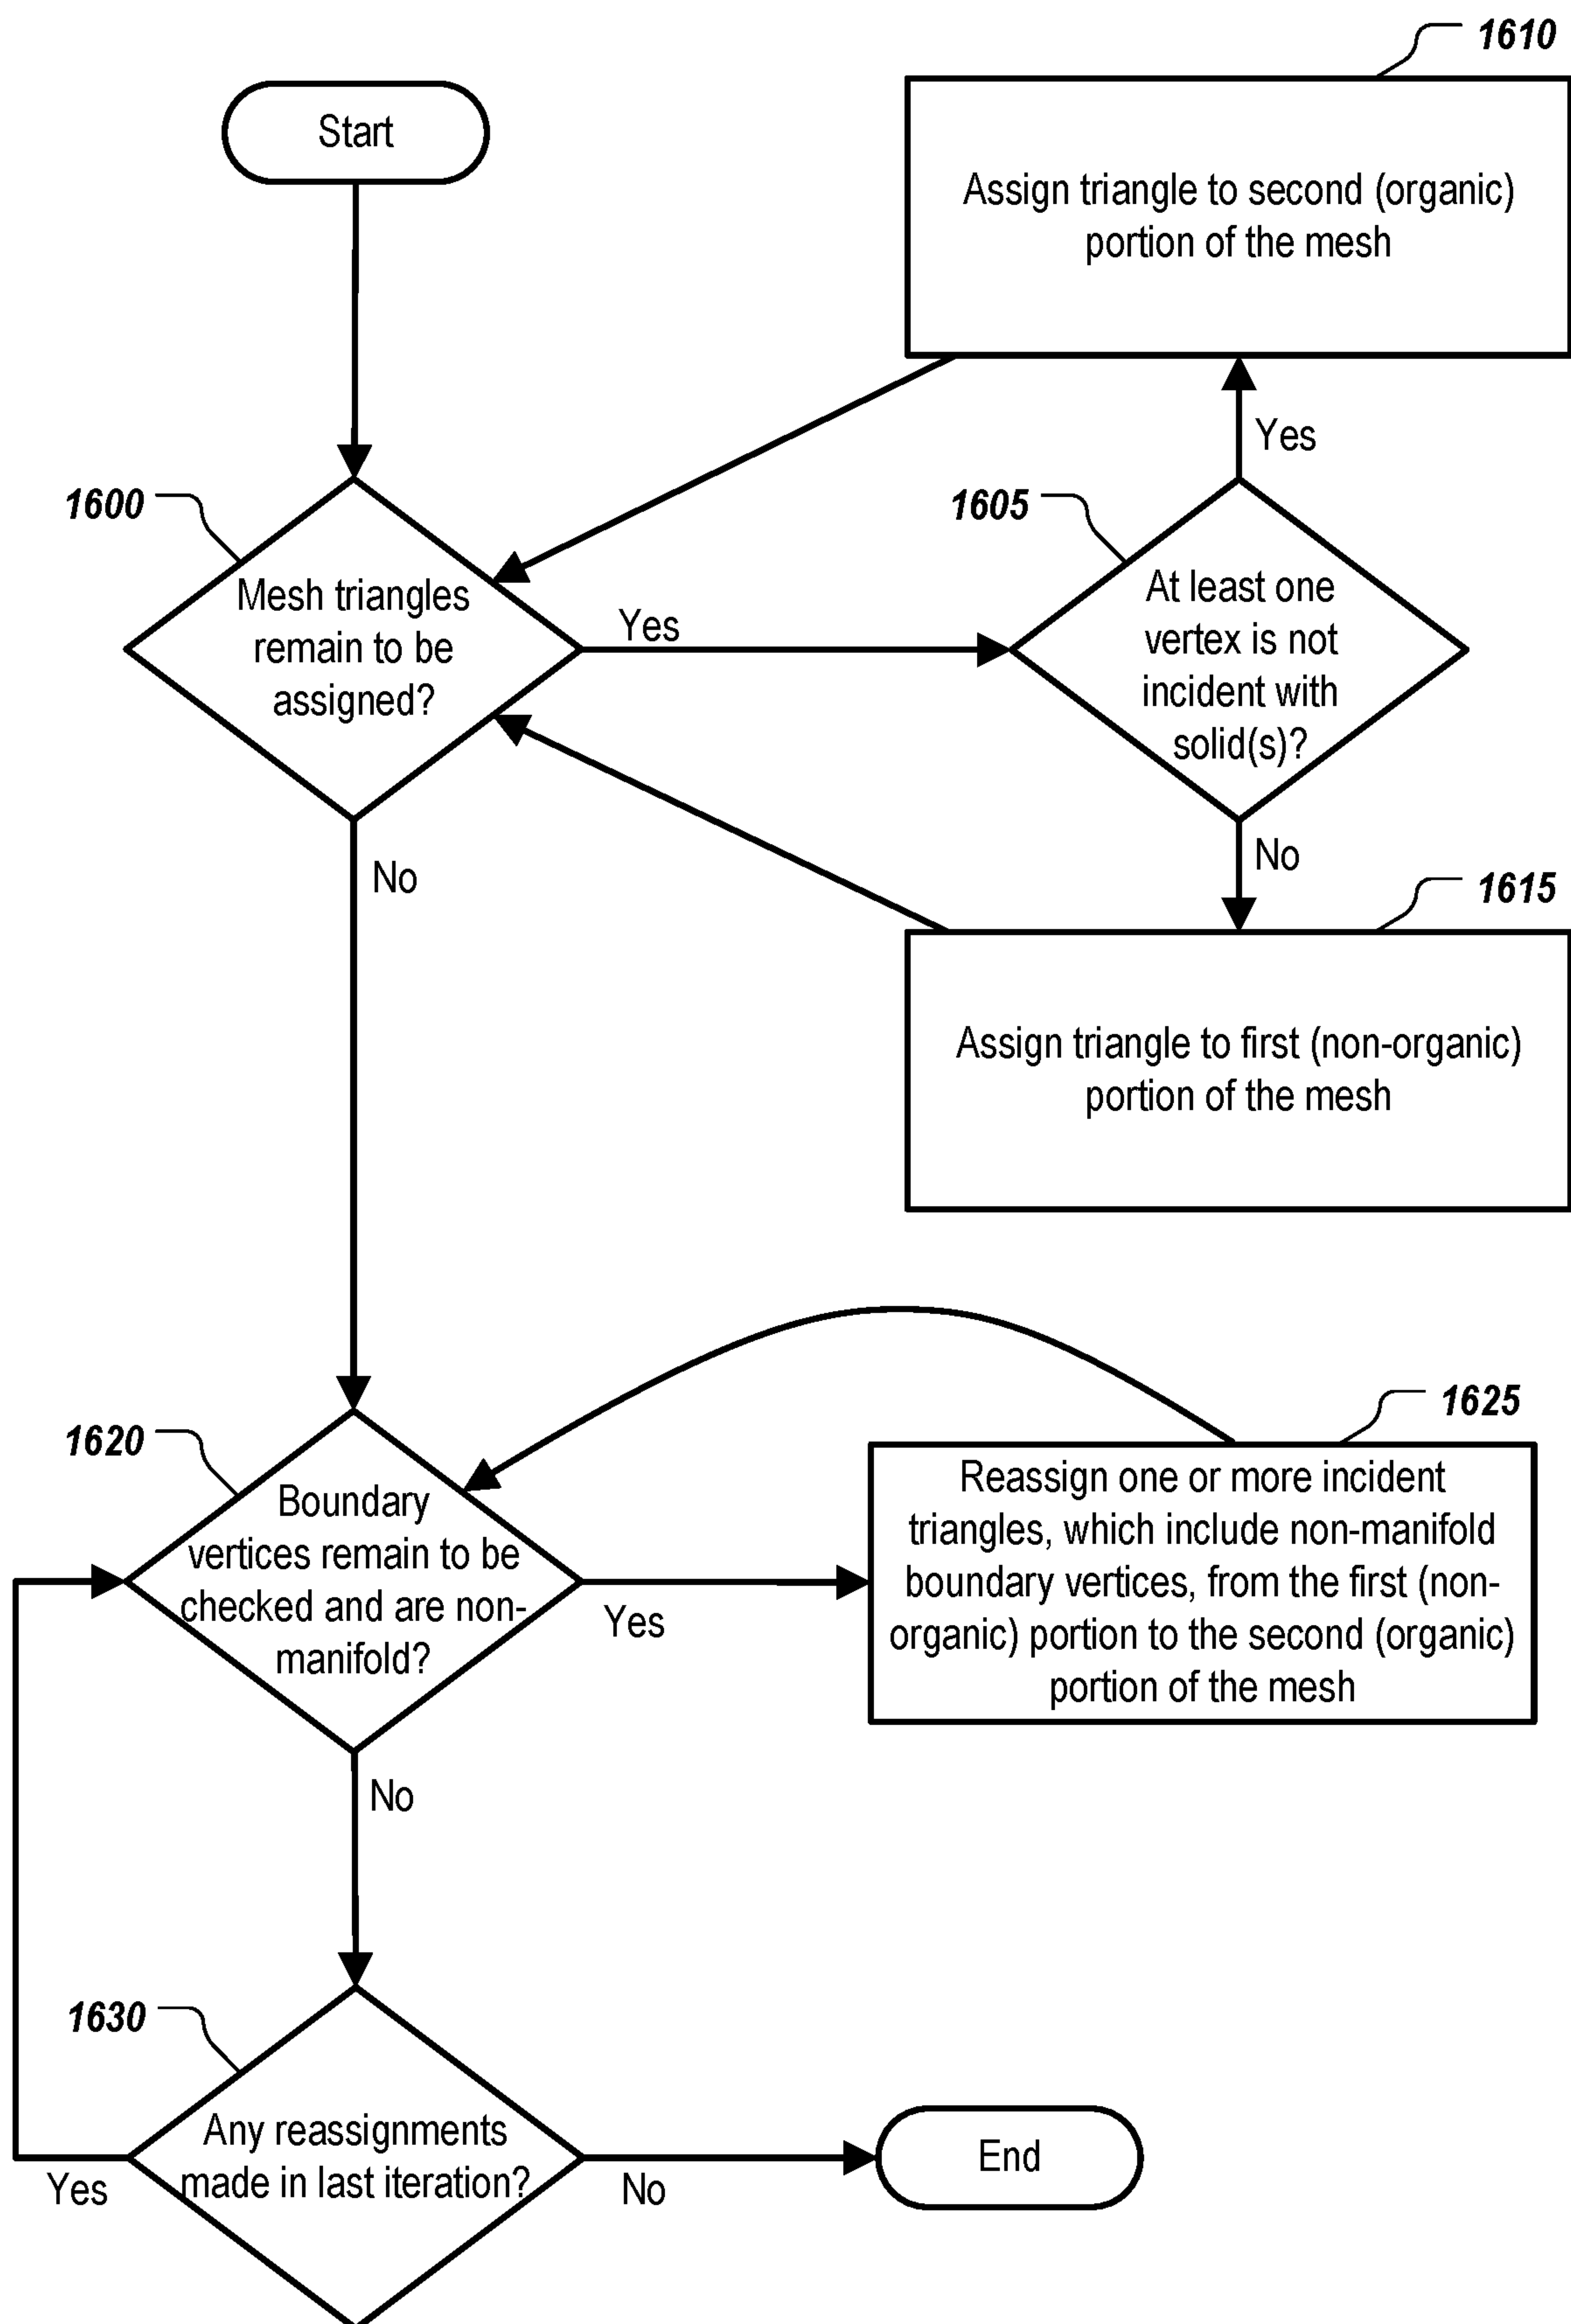 1610
Start
Assign triangle to second (organic)
portion of the mesh
Yes
1600
1605
Mesh triangles
remain to be
assigned?
Yes
At least one
vertex is not
incident with
solid(s)?
No
No
1615
Assign triangle to first (non-organic)
portion of the mesh
1620
1625
Boundary
vertices remain to be
checked and are non-
manifold?
Yes
Reassign one or more incident
triangles, which include non-manifold
boundary vertices, from the first (non-
organic) portion to the second (organic)
portion of the mesh
No
1630
Any reassignments
made in last iteration?
Yes
No
End